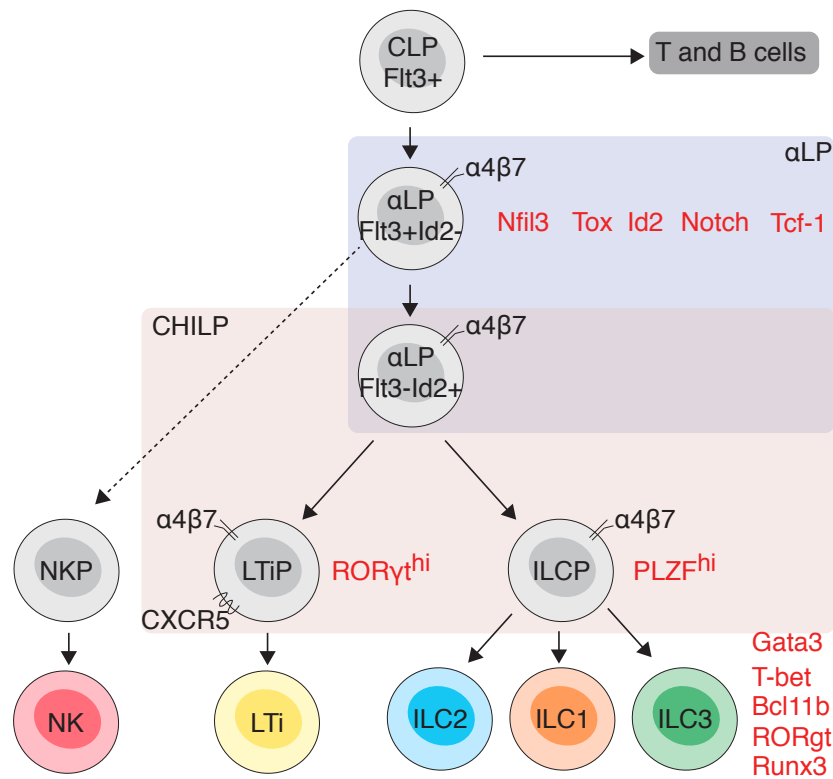 CLP
Flt3+
T and B cells
αLP
α4β7
αLP
Flt3+Id2-
Nfil3 Tox Id2 Notch Tcf-1
CHILP
α4β7
αLP
Flt3-Id2+
α4β7
α4β7
NKP
LTiP
RORγt^hi
ILCP
PLZF^hi
CXCR5
Gata3
T-bet
Bcl11b
RORgt
Runx3
NK
LTi
ILC2
ILC1
ILC3